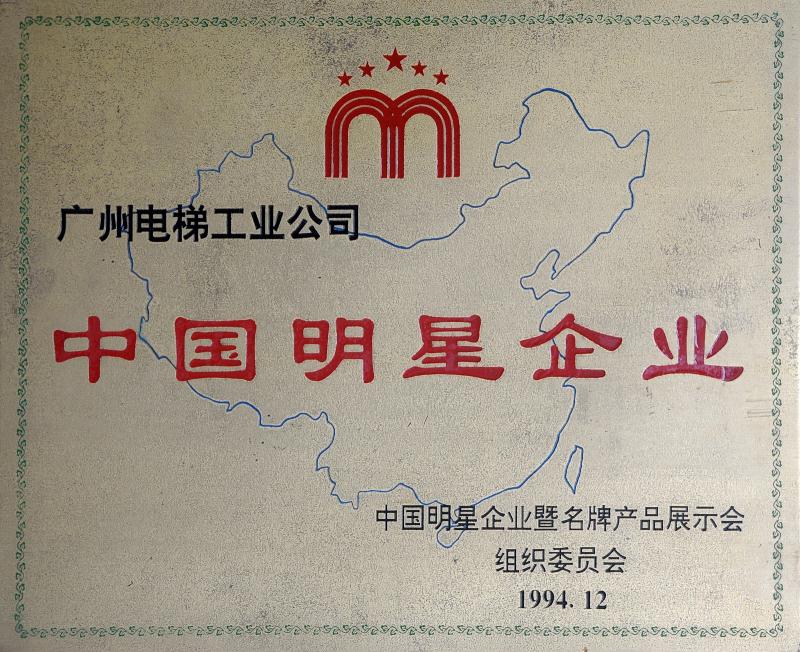 广州电梯工业公司
中国明星企业
中国明星企业暨名牌产品展示会
组织委员会
1994.12